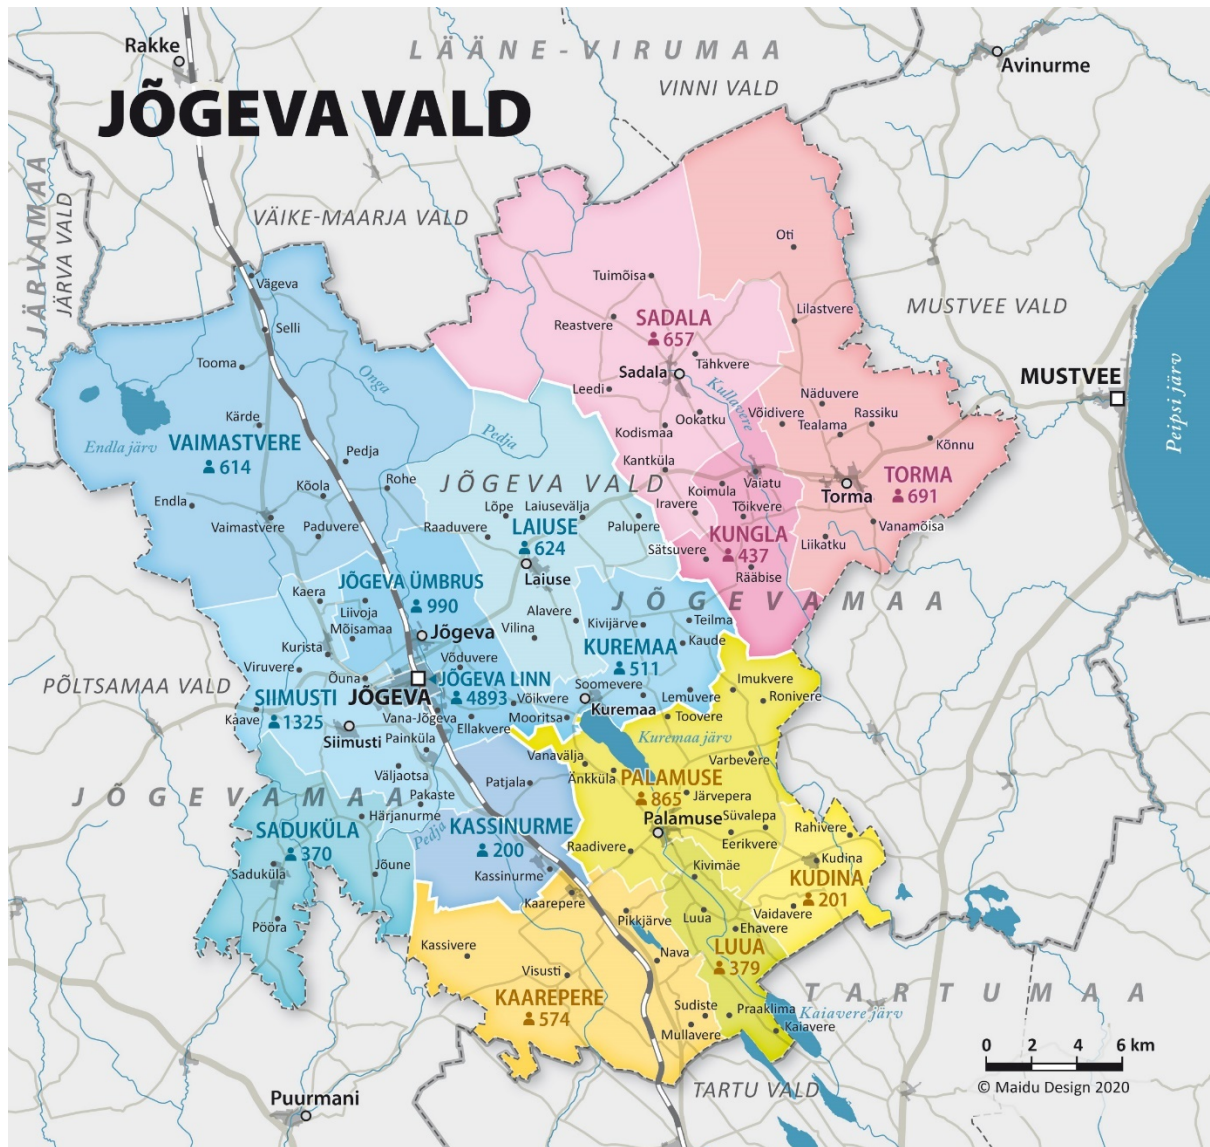 Rakke
LÄÄNE-VIRUMAA
Avinurme
VINNI VALD
JÕGEVA VALD
JÄRVAMAA
JÄRVA VALD
VÄIKE-MAARJA VALD
Oti
Vägeva
Tuimõisa
MUSTVEE VALD
Lilastvere
Reastvere
SADALA
657
Selli
Tooma
Onga
Tähkvere
Sadala
Kullavere
MUSTVEE
Peipsi järv
Leedi
Näduvere
Ookatku
Võidivere
Rassiku
Kärde
Tealama
Kodismaa
Endla järv
VAIMASTVERE
614
Pedja
Pedja
Kõnnu
Kantküla
JÕGEVA VALD
Vaiatu
TORMA
691
Rohe
Kõola
Koimula
Torma
Endla
Lõpe
Laiusevälja
Iravere
Tõikvere
Vaimastvere
Paduvere
Raaduvere
LAIUSE
624
Palupere
KUNGLA
437
Vanamõisa
Liikatku
Sätsuvere
Rääbise
JÕGEVA ÜMBRUS
990
Laiuse
Kaera
Liivoja
JÕGEVAMAA
Alavere
Mõisamaa
Jõgeva
Vilina
Kivijärve
Teilma
Kurista
KUREMAA
511
Kaude
Viruvere
Võduvere
Õuna
JÕGEVA LINN
4893
PÕLTSAMAA VALD
SIIMUSTI
1325
JÕGEVA
Soomevere
Imukvere
Lemuvere
Ronivere
Võikvere
Kuremaa
Kaave
Vana-Jõgeva
Mooritsa
Toovere
Siimusti
Ellakvere
Painküla
Kuremaa järv
Vanavälja
Varbevere
Väljaotsa
Patjala
Änkküla
PALAMUSE
865
JÕGEVAMAA
Pakaste
Järvepera
Härjanurme
Palamuse
Süvalepa
SADUKÜLA
370
Pedja
KASSINURME
200
Rahivere
Eerikvere
Raadivere
Jõune
Kivimäe
Kudina
Saduküla
Kassinurme
KUDINA
201
Kaarepere
Pööra
Pikkjärve
Luua
Vaidavere
Ehavere
Kassivere
Nava
LUUA
379
Visusti
KAAREPERE
574
TARTUMAA
Sudiste
Praaklima
Kaiavere järv
Mullavere
Kaiavere
0 2 4 6 km
TARTU VALD
© Maidu Design 2020
Puurmani